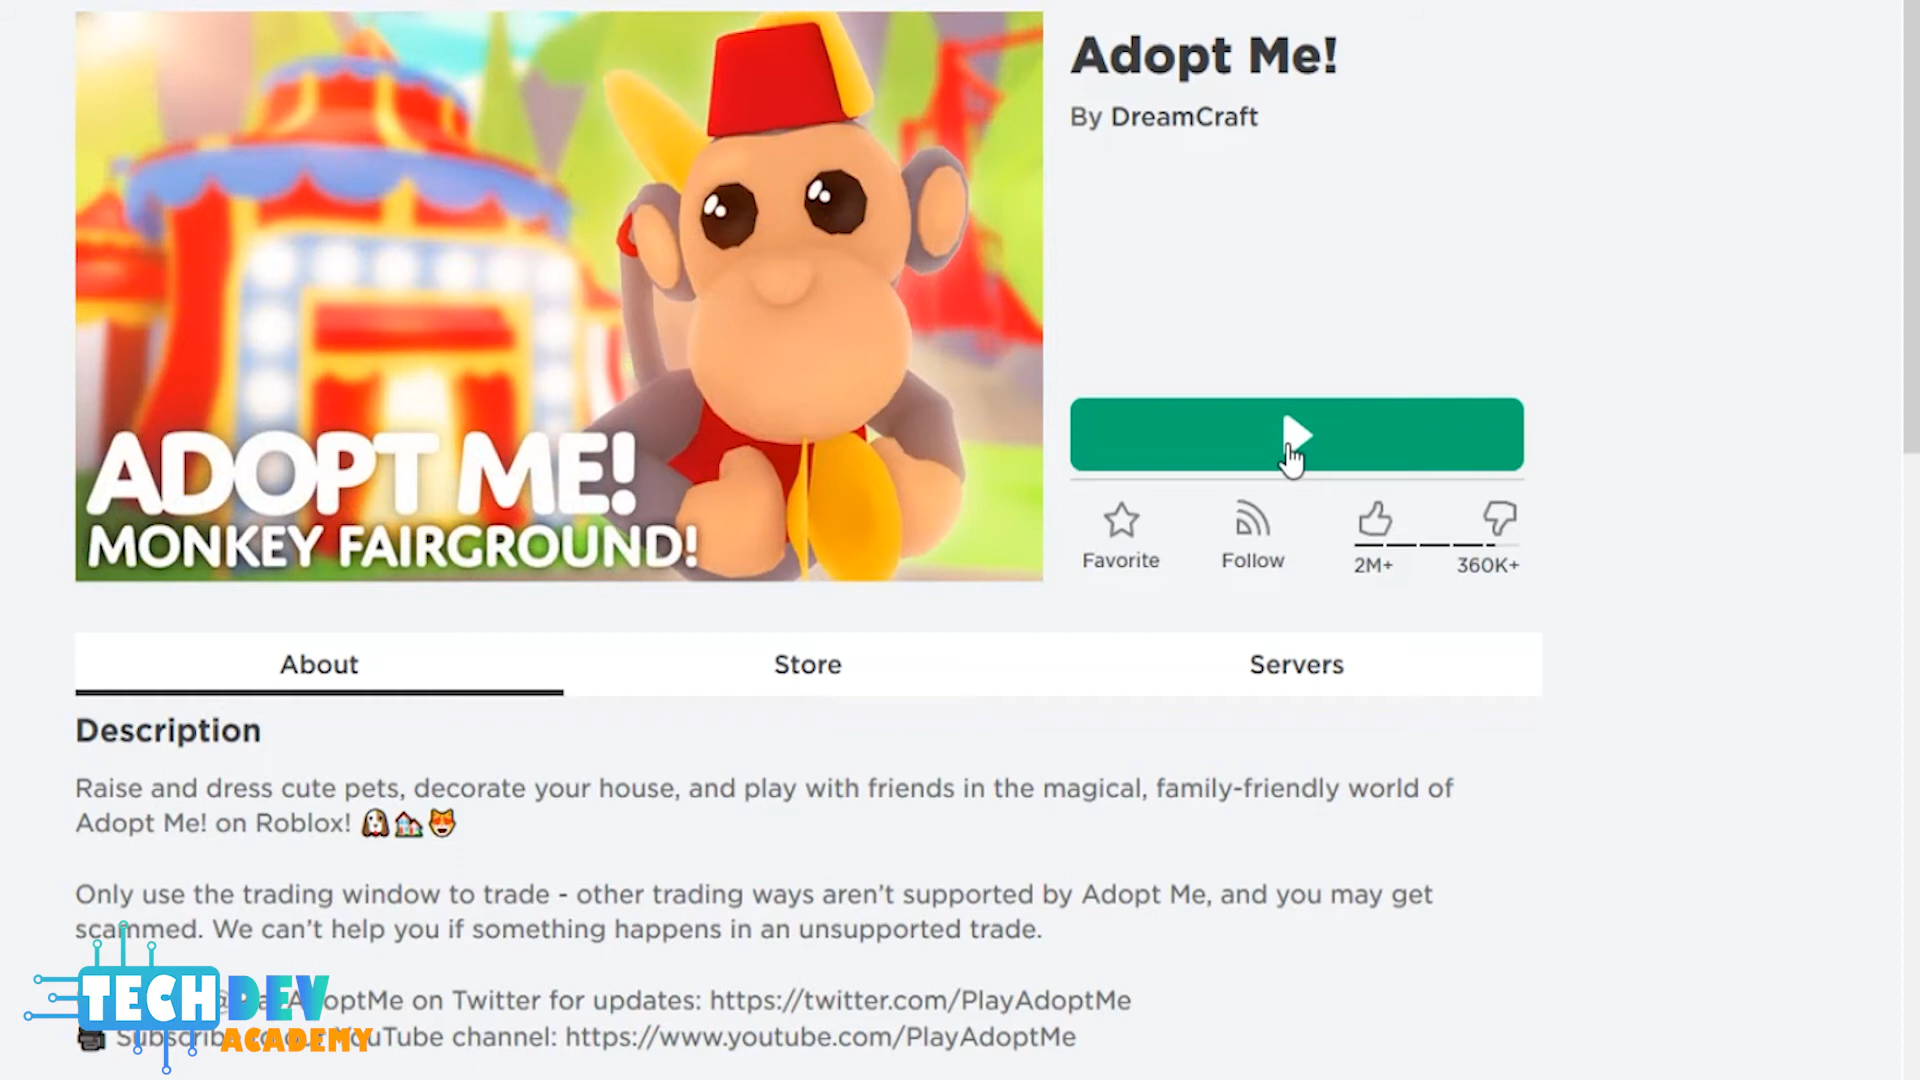 ADOPT ME!
MONKEY FAIRGROUND!
Adopt Me!
By DreamCraft
Favorite
Follow
2M+
360K+
About
Store
Servers
Description
Raise and dress cute pets, decorate your house, and play with friends in the magical, family-friendly world of
Adopt Me! on Roblox! 🐶🏡😻
Only use the trading window to trade - other trading ways aren't supported by Adopt Me, and you may get
scammed. We can't help you if something happens in an unsupported trade.
on Twitter for updates: https://twitter.com/PlayAdoptMe
YouTube channel: https://www.youtube.com/PlayAdoptMe
TECH DEV
ACADEMY